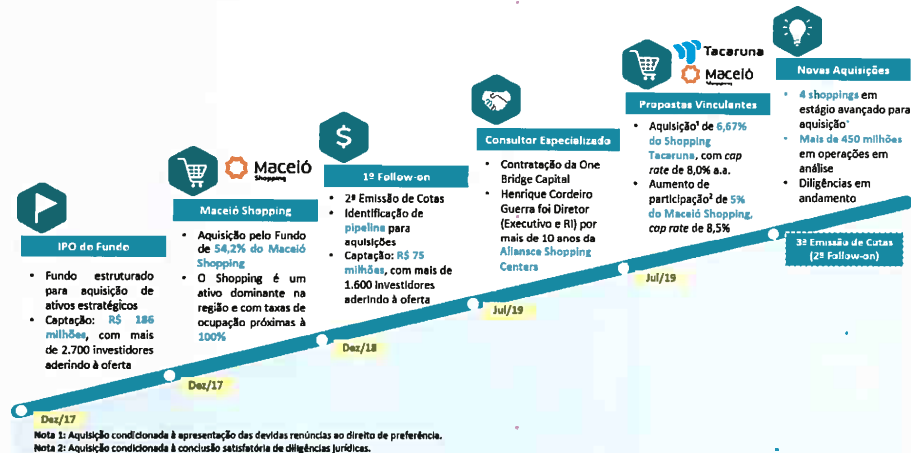 IPO do Fundo
• Fundo estruturado
para aquisição de
ativos estratégicos
• Captação: R$ 186
milhões, com mais
de 2.700 investidores
aderindo à oferta
Dez/17
Maceió
Shopping
Maceió Shopping
• Aquisição pelo Fundo
de 54,2% do Maceió
Shopping
• O Shopping é um
ativo dominante na
região e com taxas de
ocupação próximas à
100%
Dez/17
$
1º Follow-on
• 2ª Emissão de Cotas
• Identificação de
pipeline para
aquisições
• Captação: R$ 75
milhões, com mais de
1.600 investidores
aderindo à oferta
Dez/18
Consultor Especializado
• Contratação da One
Bridge Capital
• Henrique Cordeiro
Guerra foi Diretor
(Executivo e RI) por
mais de 10 anos da
Aliansce Shopping
Centers
Jul/19
Tacaruna
Maceió
Shopping
Propostas Vinculantes
• Aquisição¹ de 6,67%
do Shopping
Tacaruna, com cap
rate de 8,0% a.a.
• Aumento de
participação² de 5%
do Maceió Shopping,
cap rate de 8,5%
Jul/19
Novas Aquisições
• 4 shoppings em
estágio avançado para
aquisição
• Mais de 450 milhões
em operações em
análise
• Diligências em
andamento
3ª Emissão de Cotas
(2º Follow-on)
Nota 1: Aquisição condicionada à apresentação das devidas renúncias ao direito de preferência.
Nota 2: Aquisição condicionada à conclusão satisfatória de diligências jurídicas.